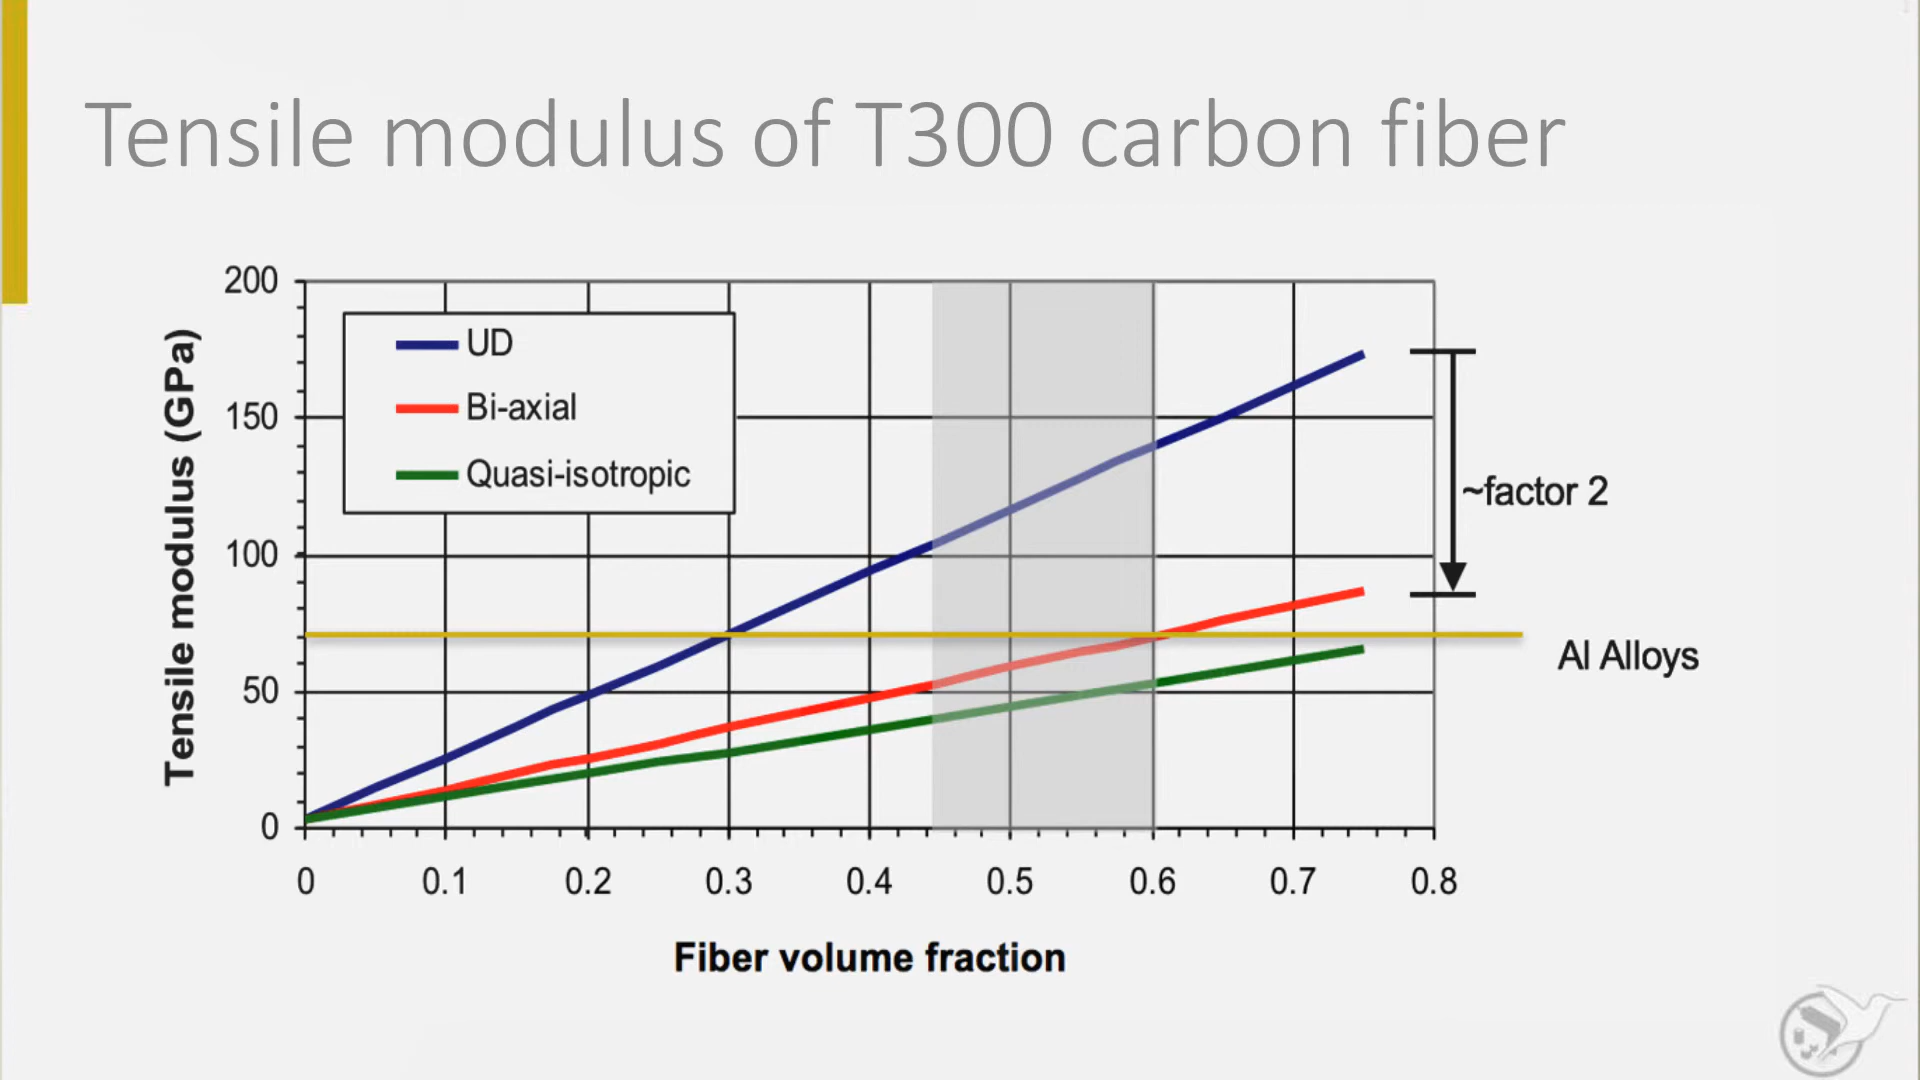 Tensile modulus of T300 carbon fiber
Tensile modulus (GPa)
200
150
100
50
0
UD
Bi-axial
Quasi-isotropic
~factor 2
Al Alloys
0 0.1 0.2 0.3 0.4 0.5 0.6 0.7 0.8
Fiber volume fraction